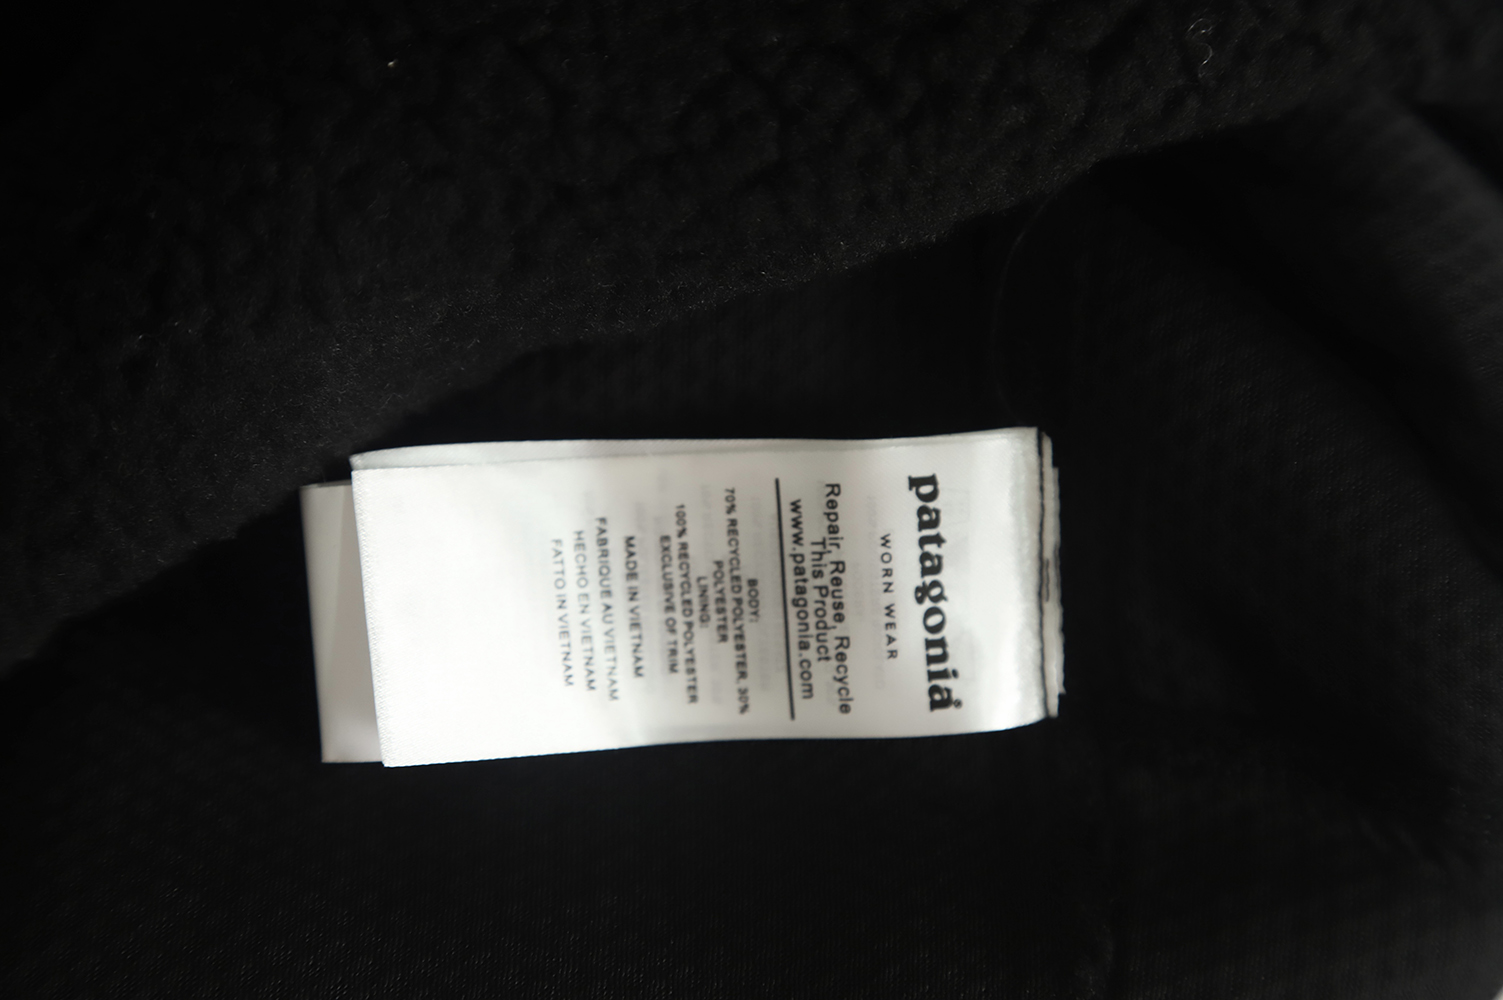 patagonia®
WORN WEAR
Repair, Reuse, Recycle
This Product
www.patagonia.com
BODY:
70% RECYCLED POLYESTER, 30%
POLYESTER
LINING:
100% RECYCLED POLYESTER
EXCLUSIVE OF TRIM
MADE IN VIETNAM
FABRIQUE AU VIETNAM
HECHO EN VIETNAM
FATTO IN VIETNAM